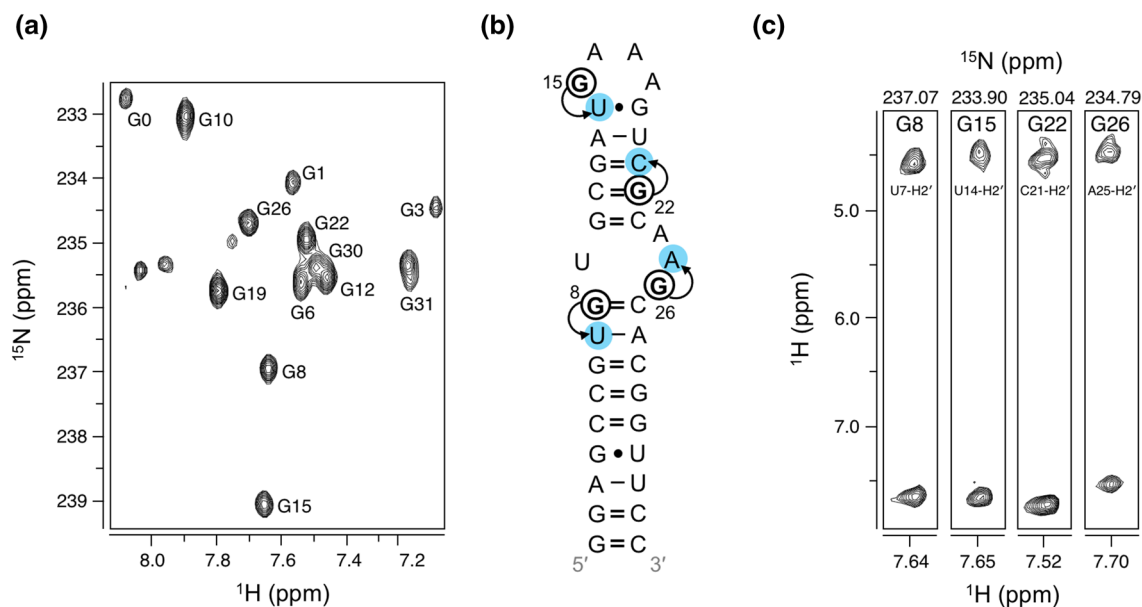 (a)
(b)
(c)
233
234
235
236
237
238
239
¹⁵N (ppm)
G0
G10
G1
G3
G26
G22
G30
G19
G6
G12
G31
G8
G15
8.0
7.8
7.6
7.4
7.2
¹H (ppm)
A A
15 G A
U • G
A – U
G = C
C = G 22
G = C
A
U A
8 G = C G 26
U – A
G = C
C = G
C = G
G • U
A – U
G = C
G = C
5′ 3′
¹⁵N (ppm)
237.07 233.90 235.04 234.79
G8 G15 G22 G26
U7-H2′ U14-H2′ C21-H2′ A25-H2′
5.0
6.0
7.0
¹H (ppm)
7.64 7.65 7.52 7.70
¹H (ppm)